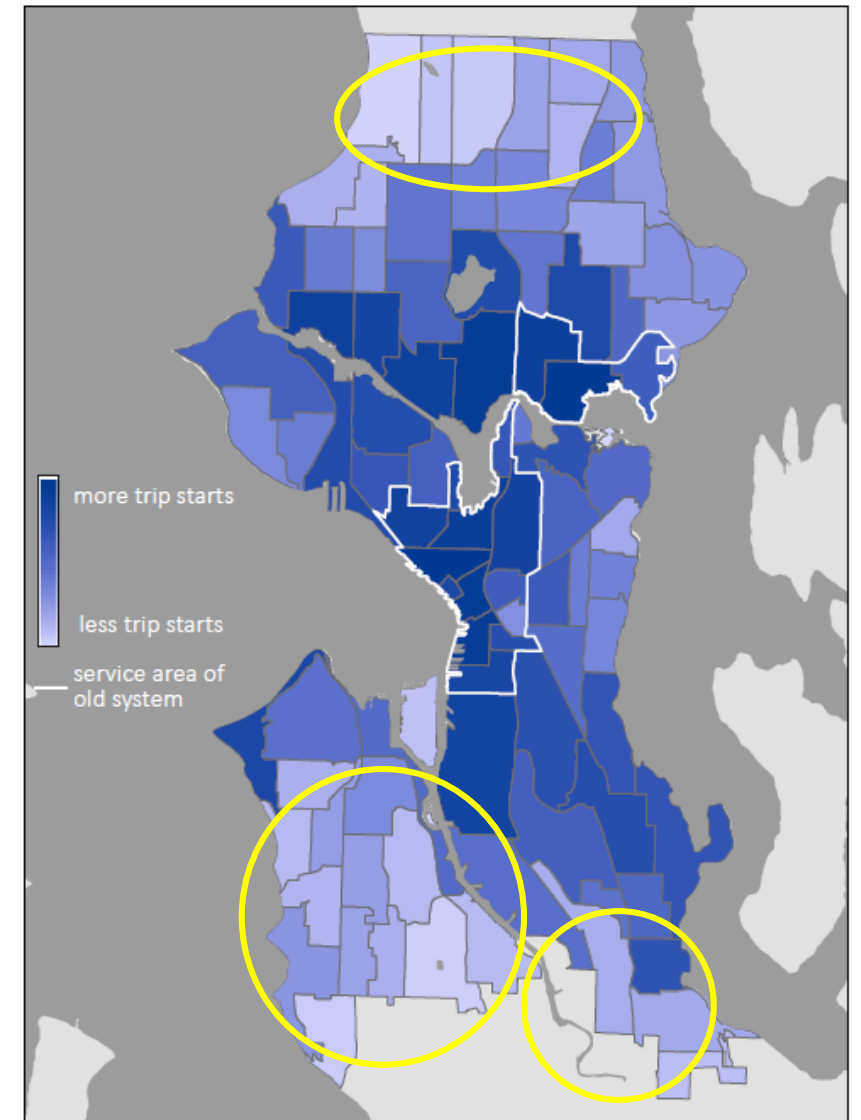 more trip starts
less trip starts
service area of
old system